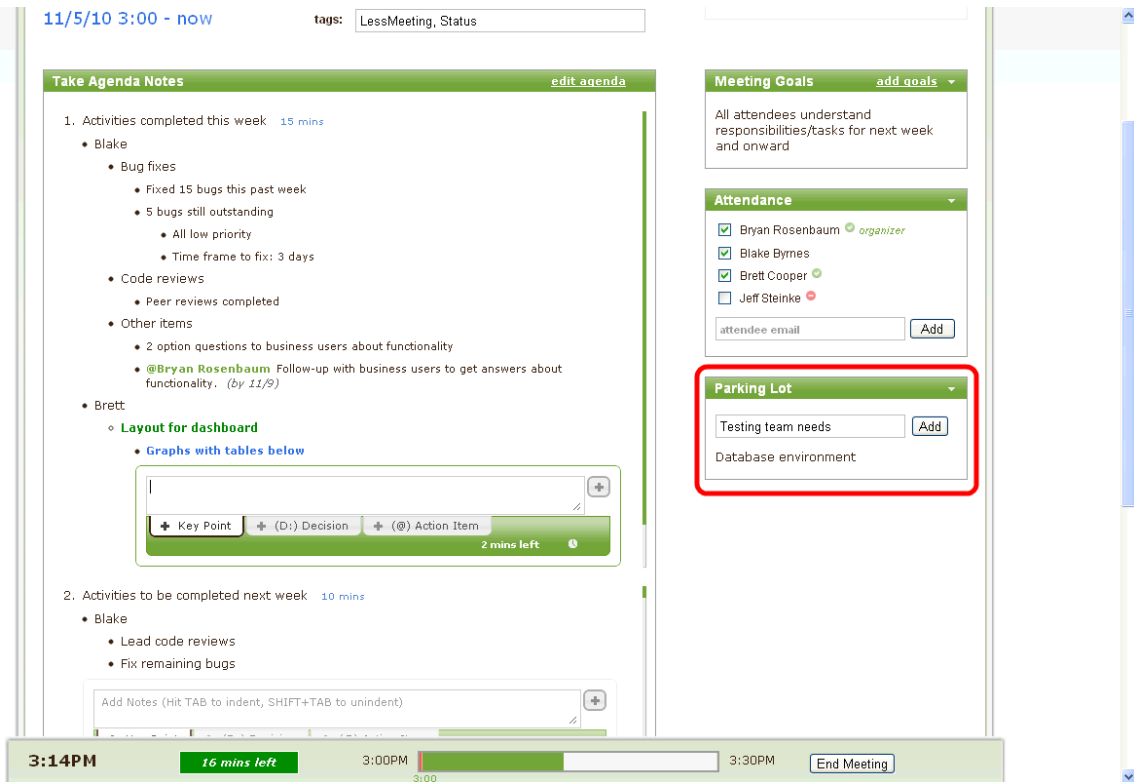 11/5/10 3:00 - now
tags: LessMeeting, Status
Take Agenda Notes edit agenda
1. Activities completed this week 15 mins
Blake
Bug fixes
Fixed 15 bugs this past week
5 bugs still outstanding
All low priority
Time frame to fix: 3 days
Code reviews
Peer reviews completed
Other items
2 option questions to business users about functionality
@Bryan Rosenbaum Follow-up with business users to get answers about
functionality. (by 11/9)
Brett
Layout for dashboard
Graphs with tables below
+ Key Point + (D:) Decision + (@) Action Item
2 mins left
2. Activities to be completed next week 10 mins
Blake
Lead code reviews
Fix remaining bugs
Add Notes (Hit TAB to indent, SHIFT+TAB to unindent)
Meeting Goals add goals
All attendees understand
responsibilities/tasks for next week
and onward
Attendance
Bryan Rosenbaum organizer
Blake Byrnes
Brett Cooper
Jeff Steinke
attendee email Add
Parking Lot
Testing team needs Add
Database environment
3:14PM 16 mins left 3:00PM 3:30PM End Meeting
3:00